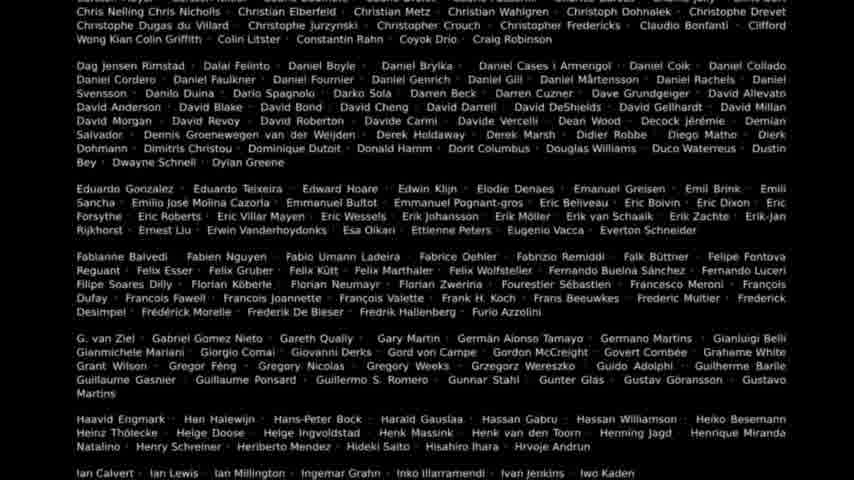 Chris Nelling Chris Nicholls · Christian Elberfeld · Christian Metz · Christian Wahlgren · Christoph Dohnalek · Christophe Drevet
Christophe Dugas du Villard · Christophe Jurzynski · Christopher Crouch · Christopher Fredericks · Claudio Bonfanti · Clifford
Wong Kian Colin Griffith · Colin Litster · Constantin Rahn · Coyok Drio · Craig Robinson
Dag Jensen Rimstad · Dalai Felinto · Daniel Boyle · Daniel Brylka · Daniel Cases i Armengol · Daniel Coik · Daniel Collado
Daniel Cordero · Daniel Faulkner · Daniel Fournier · Daniel Genrich · Daniel Gill · Daniel Mårtensson · Daniel Rachels · Daniel
Svensson · Danilo Duina · Dario Spagnolo · Darko Sola · Darren Beck · Darren Cuzner · Dave Grundgeiger · David Allevato
David Anderson · David Blake · David Bond · David Cheng · David Darrell · David DeShields · David Gellhardt · David Millan
David Morgan · David Revoy · David Roberton · Davide Carmi · Davide Vercelli · Dean Wood · Decock Jérémie · Demian
Salvador · Dennis Groenewegen van der Weijden · Derek Holdaway · Derek Marsh · Didier Robbe · Diego Matho · Dierk
Dohmann · Dimitris Christou · Dominique Dutoit · Donald Hamm · Dorit Columbus · Douglas Williams · Duco Waterreus · Dustin
Bey · Dwayne Schnell · Dylan Greene
Eduardo Gonzalez · Eduardo Teixeira · Edward Hoare · Edwin Klijn · Elodie Denaes · Emanuel Greisen · Emil Brink · Emili
Sancha · Emilio José Molina Cazorla · Emmanuel Bultot · Emmanuel Pognant-gros · Eric Beliveau · Eric Boivin · Eric Dixon · Eric
Forsythe · Eric Roberts · Eric Villar Mayen · Eric Wessels · Erik Johansson · Erik Möller · Erik van Schaaik · Erik Zachte · Erik-Jan
Rijkhorst · Ernest Liu · Erwin Vanderhoydonks · Esa Oikari · Ettienne Peters · Eugenio Vacca · Everton Schneider
Fabianne Balvedi · Fabien Nguyen · Fabio Umann Ladeira · Fabrice Oehler · Fabrizio Remiddi · Falk Büttner · Felipe Fontova
Reguant · Felix Esser · Felix Gruber · Felix Kütt · Felix Marthaler · Felix Wolfsteller · Fernando Buelna Sánchez · Fernando Luceri
Filipe Soares Dilly · Florian Köberle · Florian Neumayr · Florian Zwerina · Fourestier Sébastien · Francesco Meroni · François
Dufay · Francois Fawell · Francois Joannette · François Valette · Frank H. Koch · Frans Beeuwkes · Frederic Multier · Frederick
Desimpel · Frédérick Morelle · Frederik De Bleser · Fredrik Hallenberg · Furio Azzolini
G. van Ziel · Gabriel Gomez Nieto · Gareth Qually · Gary Martin · Germán Alonso Tamayo · Germano Martins · Gianluigi Belli
Gianmichele Mariani · Giorgio Comai · Giovanni Derks · Gord von Campe · Gordon McCreight · Govert Combée · Grahame White
Grant Wilson · Gregor Féng · Gregory Nicolas · Gregory Weeks · Grzegorz Wereszko · Guido Adolphi · Guilherme Barile
Guillaume Gasnier · Guillaume Ponsard · Guillermo S. Romero · Gunnar Stahl · Gunter Glas · Gustav Göransson · Gustavo
Martins
Haavid Engmark · Han Halewijn · Hans-Peter Bock · Harald Gauslaa · Hassan Gabru · Hassan Williamson · Heiko Besemann
Heinz Thölecke · Helge Doose · Helge Ingvoldstad · Henk Massink · Henk van den Toorn · Henning Jagd · Henrique Miranda
Natalino · Henry Schreiner · Heriberto Mendez · Hideki Saito · Hisahiro Ihara · Hrvoje Andrun
Ian Calvert · Ian Lewis · Ian Millington · Ingemar Grahn · Inko Illarramendi · Ivan Jenkins · Iwo Kaden